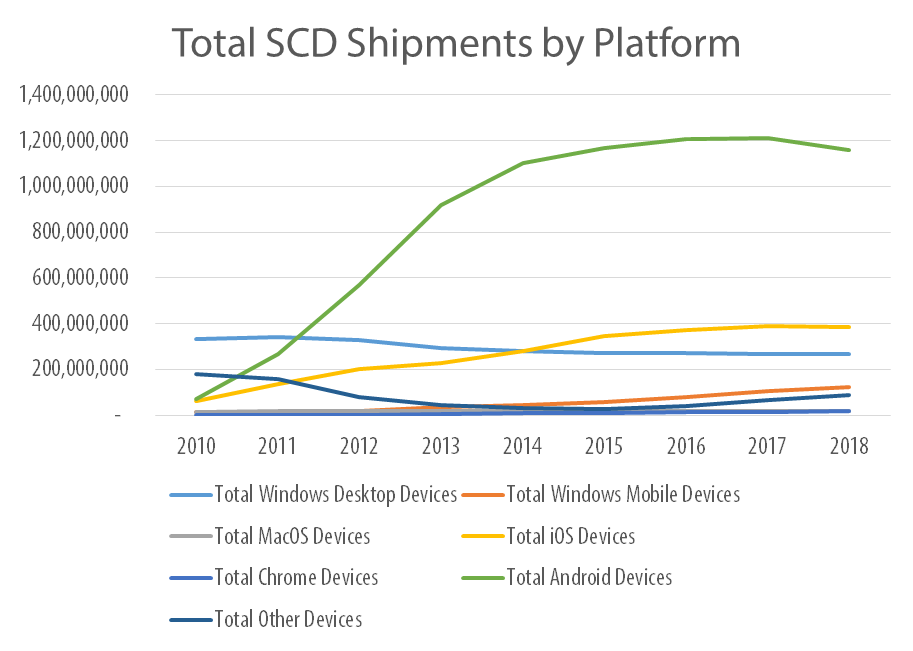 Total SCD Shipments by Platform
1,400,000,000
1,200,000,000
1,000,000,000
800,000,000
600,000,000
400,000,000
200,000,000
-
2010 2011 2012 2013 2014 2015 2016 2017 2018
Total Windows Desktop Devices Total Windows Mobile Devices
Total MacOS Devices Total iOS Devices
Total Chrome Devices Total Android Devices
Total Other Devices